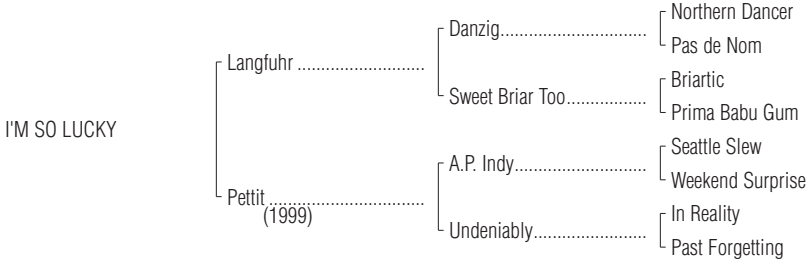 Northern Dancer
Danzig..............................
Pas de Nom
Langfuhr ..........................
Briartic
Sweet Briar Too.................
Prima Babu Gum
I'M SO LUCKY
Seattle Slew
A.P. Indy...........................
Weekend Surprise
Pettit ................................
(1999)
In Reality
Undeniably.......................
Past Forgetting